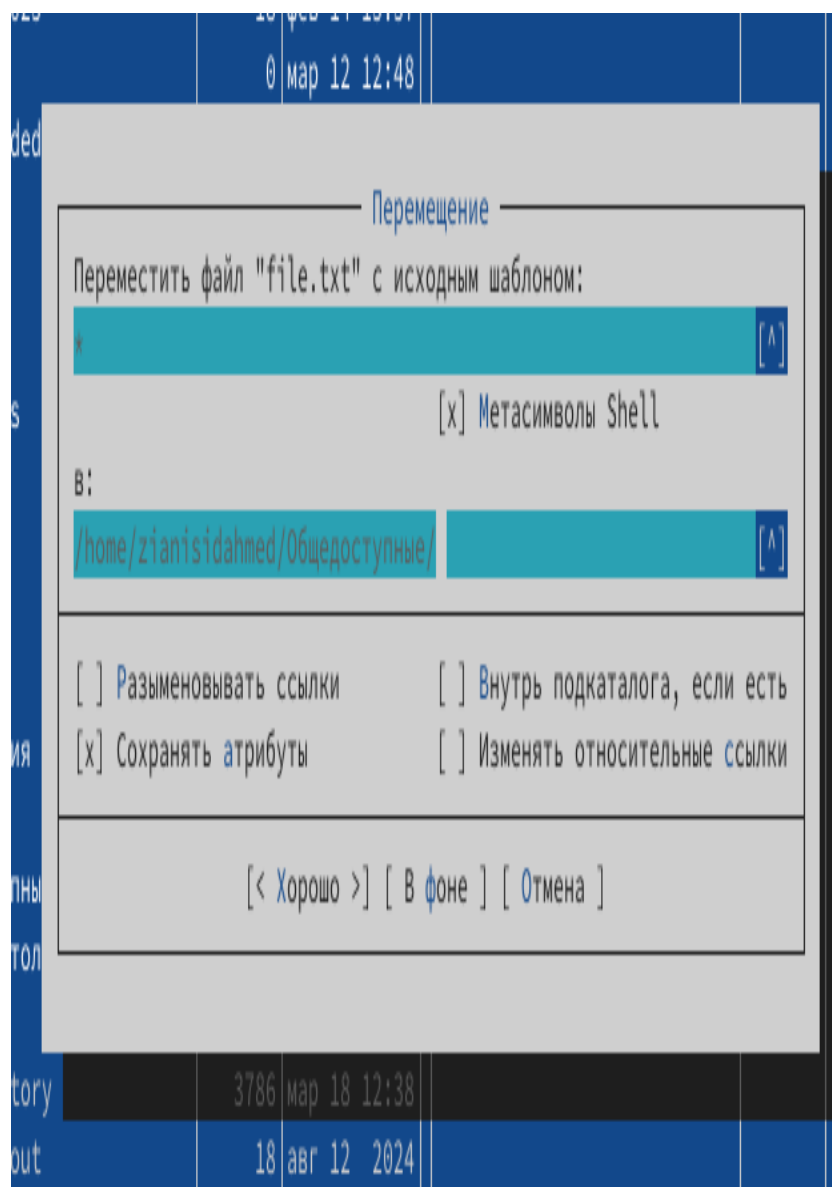 0 мар 12 12:48
ded
Перемещение
Переместить файл "file.txt" с исходным шаблоном:
* [^]
s
[x] Метасимволы Shell
в:
/home/zianisidahmed/Общедоступные/ [^]
[ ] Разыменовывать ссылки [ ] Внутрь подкаталога, если есть
ия [x] Сохранять атрибуты [ ] Изменять относительные ссылки
пны [< Хорошо >] [ В фоне ] [ Отмена ]
тол
tory 3786 мар 18 12:38
out 18 авг 12 2024